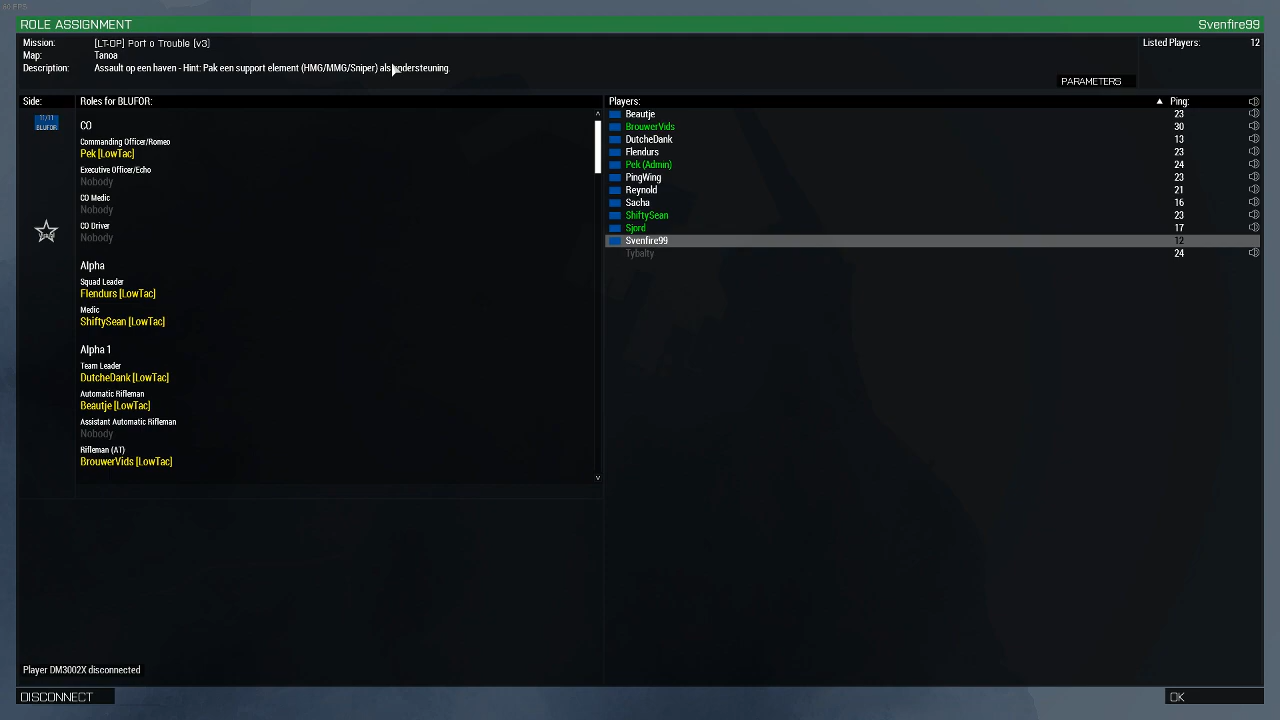 ROLE ASSIGNMENT
Svenfire99
Mission: [LT-OP] Port o Trouble [v3]
Listed Players: 12
Map: Tanoa
Description: Assault op een haven - Hint: Pak een support element (HMG/MMG/Sniper) als ondersteuning.
PARAMETERS
Side:
Roles for BLUFOR:
11/11
BLUFOR
CO
Commanding Officer/Romeo
Pek [LowTac]
Executive Officer/Echo
Nobody
CO Medic
Nobody
CO Driver
Nobody
Alpha
Squad Leader
Flendurs [LowTac]
Medic
ShiftySean [LowTac]
Alpha 1
Team Leader
DutcheDank [LowTac]
Automatic Rifleman
Beautje [LowTac]
Assistant Automatic Rifleman
Nobody
Rifleman (AT)
BrouwerVids [LowTac]
Players: Ping:
Beautje 23
BrouwerVids 30
DutcheDank 13
Flendurs 23
Pek (Admin) 24
PingWing 23
Reynold 21
Sacha 16
ShiftySean 23
Sjord 17
Svenfire99 12
Tybalty 24
Player DM3002X disconnected
DISCONNECT
OK